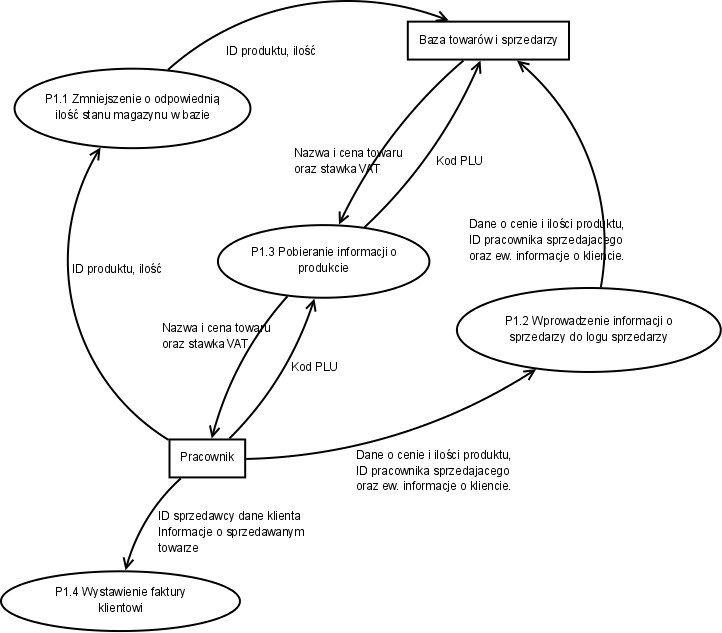 Baza towarów i sprzedarzy
ID produktu, ilość
P1.1 Zmniejszenie o odpowiednią
ilość stanu magazynu w bazie
Nazwa i cena towaru
oraz stawka VAT
Kod PLU
Dane o cenie i ilości produktu,
ID pracownika sprzedajacego
oraz ew. informacje o kliencie.
P1.3 Pobieranie informacji o
produkcie
ID produktu, ilość
P1.2 Wprowadzenie informacji o
sprzedarzy do logu sprzedarzy
Nazwa i cena towaru
oraz stawka VAT
Kod PLU
Pracownik
Dane o cenie i ilości produktu,
ID pracownika sprzedajacego
oraz ew. informacje o kliencie.
ID sprzedawcy dane klienta
Informacje o sprzedawanym
towarze
P1.4 Wystawienie faktury
klientowi